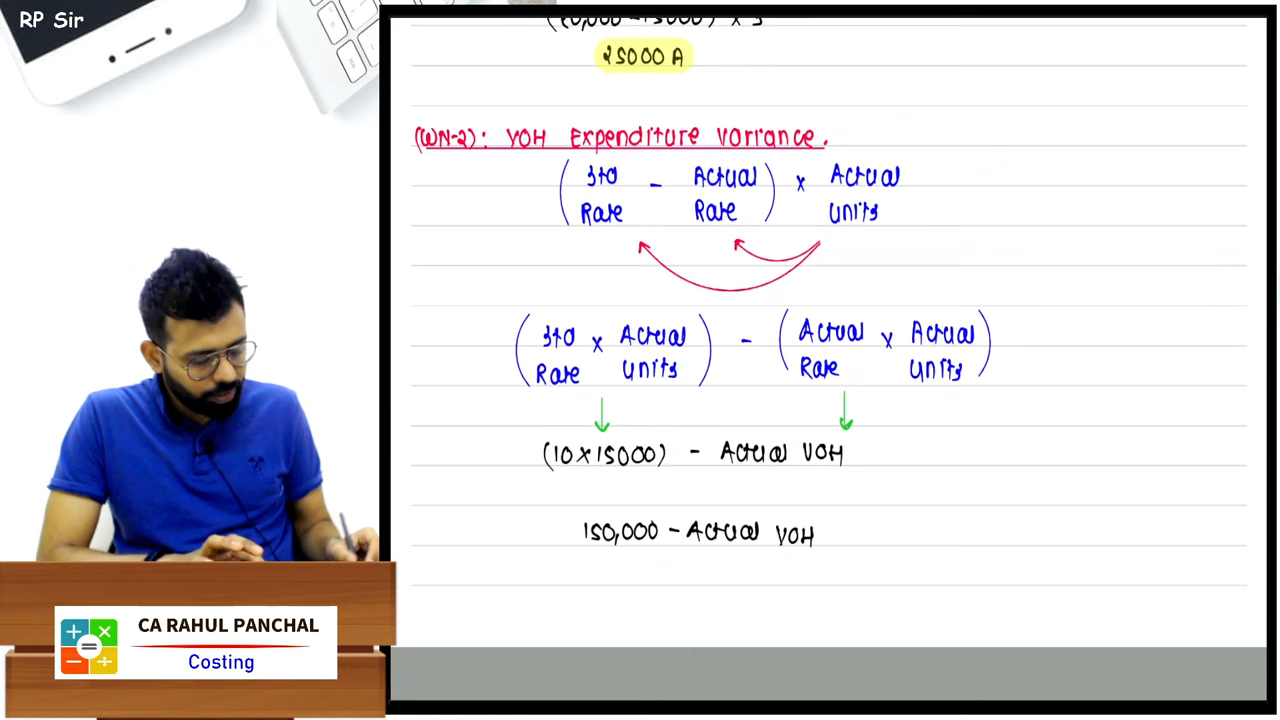 RP Sir
25000 A
(WN-2): VOH Expenditure Variance.
(Std Rate - Actual Rate) x Actual Units
(Std Rate x Actual Units) - (Actual Rate x Actual Units)
(10 x 15000) - Actual VOH
150,000 - Actual VOH
CA RAHUL PANCHAL
Costing